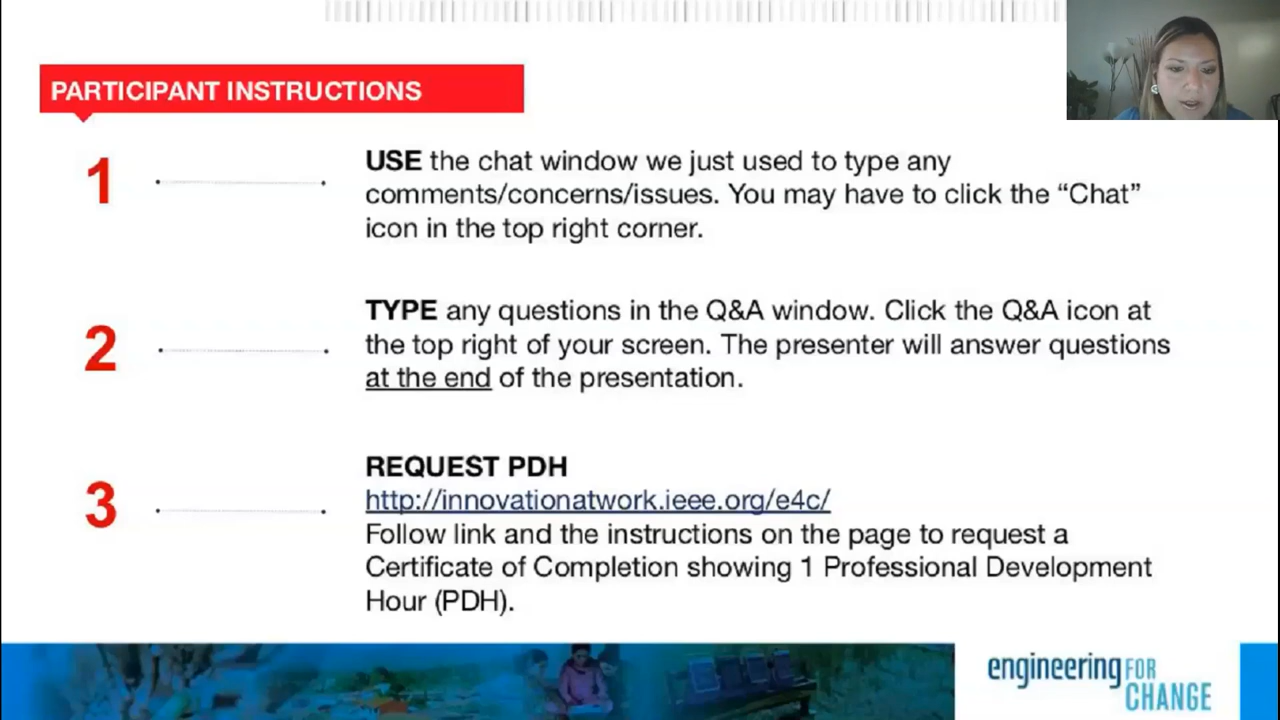 PARTICIPANT INSTRUCTIONS
1
USE the chat window we just used to type any
comments/concerns/issues. You may have to click the “Chat”
icon in the top right corner.
2
TYPE any questions in the Q&A window. Click the Q&A icon at
the top right of your screen. The presenter will answer questions
at the end of the presentation.
3
REQUEST PDH
http://innovationatwork.ieee.org/e4c/
Follow link and the instructions on the page to request a
Certificate of Completion showing 1 Professional Development
Hour (PDH).
engineering FOR
CHANGE